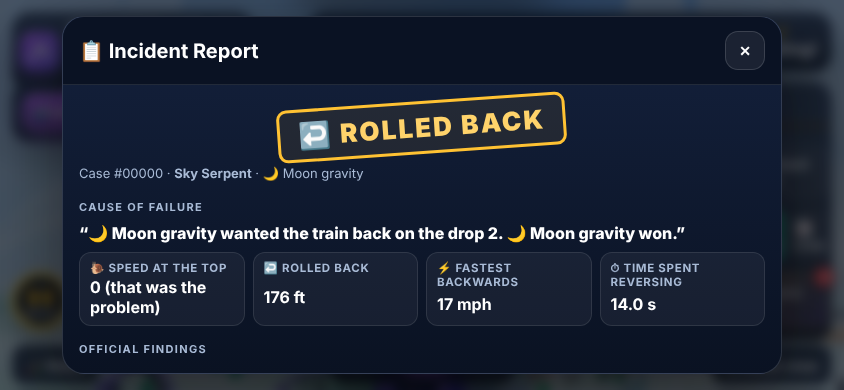 📋 Incident Report
×
↩️ ROLLED BACK
Case #00000 · Sky Serpent · 🌙 Moon gravity
CAUSE OF FAILURE
“🌙 Moon gravity wanted the train back on the drop 2. 🌙 Moon gravity won.”
🐌 SPEED AT THE TOP
0 (that was the
problem)
↩️ ROLLED BACK
176 ft
⚡ FASTEST
BACKWARDS
17 mph
⏱ TIME SPENT
REVERSING
14.0 s
OFFICIAL FINDINGS